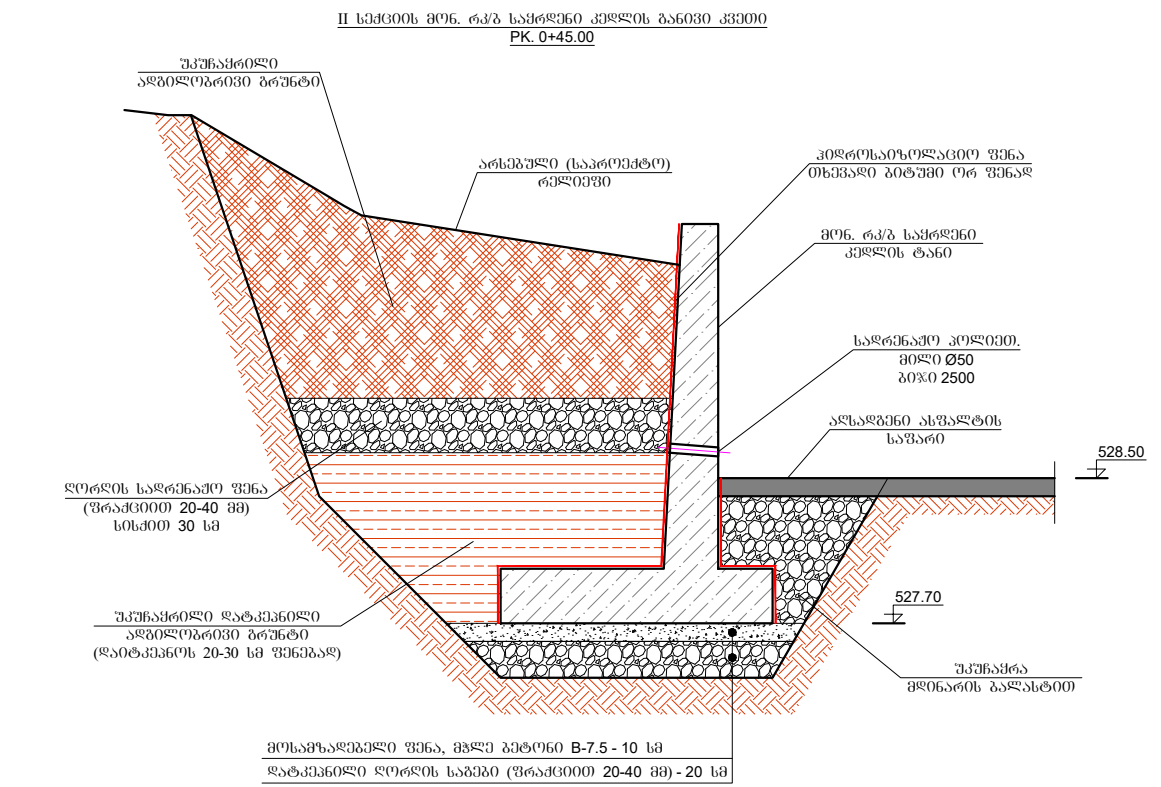 II სექციის მონ. რკ/ბ საყრდენი კედლის განივი კვეთი
PK. 0+45.00
უკუჩაყრილი
ადგილობრივი გრუნტი
არსებული (საპროექტო)
რელიეფი
ჰიდროსაიზოლაციო ფენა
თხევადი ბიტუმი ორ ფენად
მონ. რკ/ბ საყრდენი
კედლის ტანი
სადრენაჟო პოლიეთ.
მილი Ø50
ბიჯი 2500
აღსადგენი ასფალტის
საფარი
528.50
ღორღის სადრენაჟო ფენა
(ფრაქციით 20-40 მმ)
სისქით 30 სმ
527.70
უკუჩაყრილი დატკეპნილი
ადგილობრივი გრუნტი
(დაიტკეპნოს 20-30 სმ ფენებად)
უკუჩაყრა
მდინარის ბალასტით
მოსამზადებელი ფენა, მჭლე ბეტონი B-7.5 - 10 სმ
დატკეპნილი ღორღის საგები (ფრაქციით 20-40 მმ) - 20 სმ